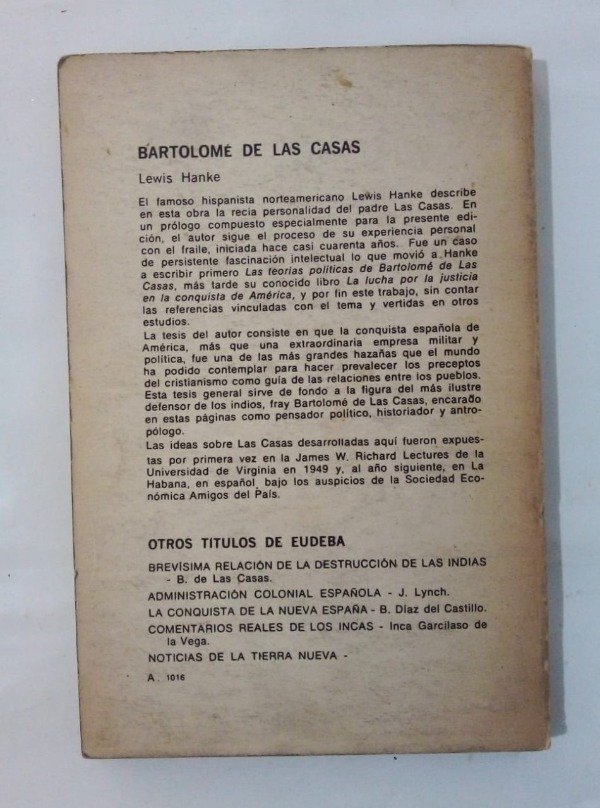 BARTOLOMÉ DE LAS CASAS
Lewis Hanke
El famoso hispanista norteamericano Lewis Hanke describe
en esta obra la recia personalidad del padre Las Casas. En
un prólogo compuesto especialmente para la presente edi-
ción, el autor sigue el proceso de su experiencia personal
con el fraile, iniciada hace casi cuarenta años. Fue un caso
de persistente fascinación intelectual lo que movió a Hanke
a escribir primero Las teorías políticas de Bartolomé de Las
Casas, más tarde su conocido libro La lucha por la justicia
en la conquista de América, y por fin este trabajo, sin contar
las referencias vinculadas con el tema y vertidas en otros
estudios.
La tesis del autor consiste en que la conquista española de
América, más que una extraordinaria empresa militar y
política, fue una de las más grandes hazañas que el mundo
ha podido contemplar para hacer prevalecer los preceptos
del cristianismo como guía de las relaciones entre los pueblos.
Esta tesis general sirve de fondo a la figura del más ilustre
defensor de los indios, fray Bartolomé de Las Casas, encarado
en estas páginas como pensador político, historiador y antro-
pólogo.
Las ideas sobre Las Casas desarrolladas aquí fueron expues-
tas por primera vez en la James W. Richard Lectures de la
Universidad de Virginia en 1949 y, al año siguiente, en La
Habana, en español, bajo los auspicios de la Sociedad Eco-
nómica Amigos del País.
OTROS TITULOS DE EUDEBA
BREVÍSIMA RELACIÓN DE LA DESTRUCCIÓN DE LAS INDIAS
- B. de Las Casas.
ADMINISTRACIÓN COLONIAL ESPAÑOLA - J. Lynch.
LA CONQUISTA DE LA NUEVA ESPAÑA - B. Díaz del Castillo.
COMENTARIOS REALES DE LOS INCAS - Inca Garcilaso de
la Vega.
NOTICIAS DE LA TIERRA NUEVA -
A. 1016